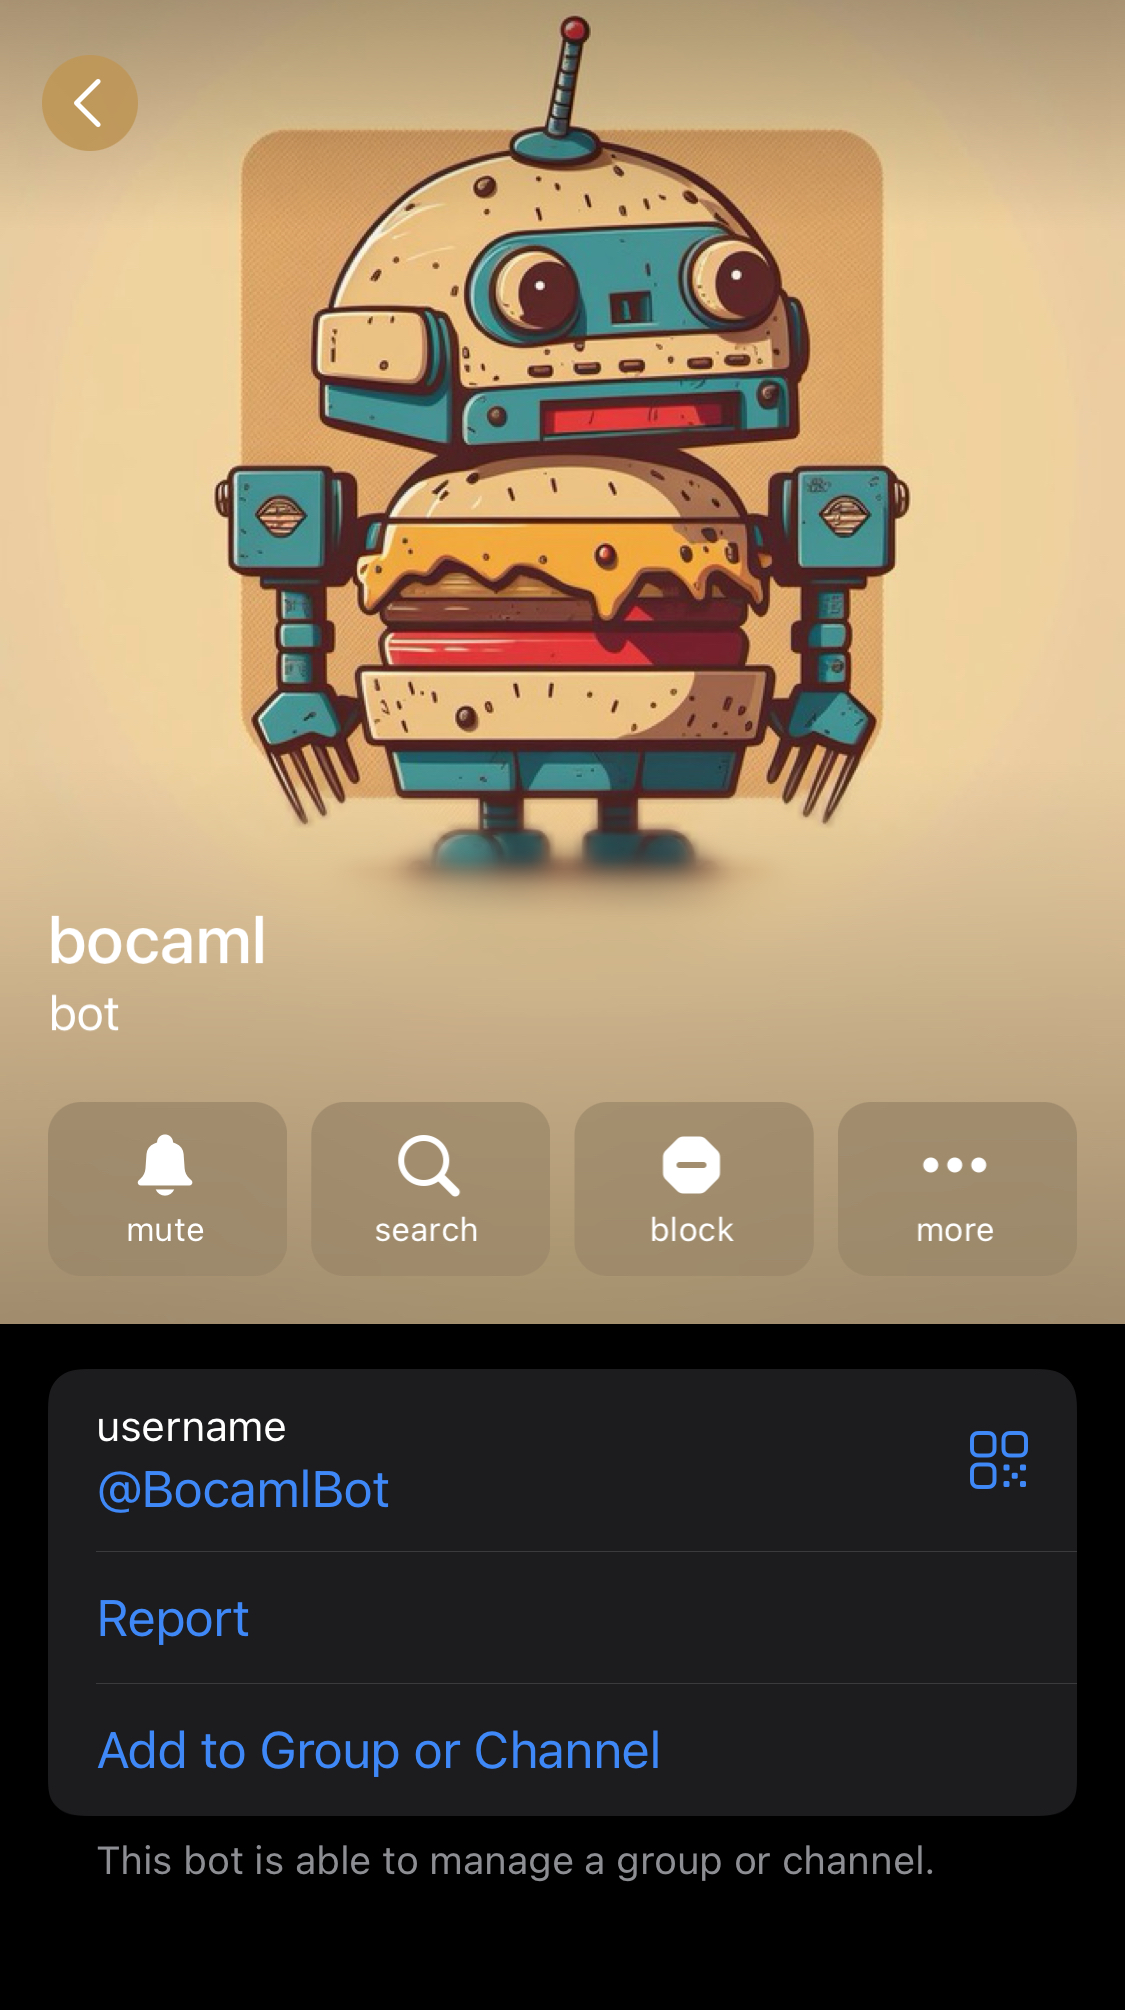 bocaml
bot
mute
search
block
more
username
@BocamlBot
Report
Add to Group or Channel
This bot is able to manage a group or channel.